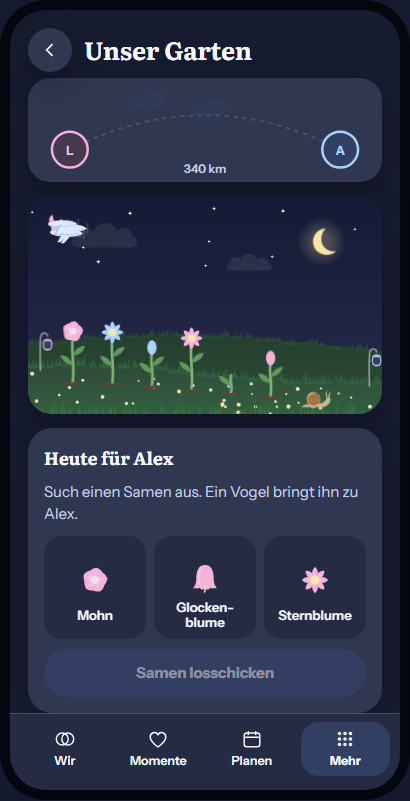 Unser Garten
L
A
340 km
Heute für Alex
Such einen Samen aus. Ein Vogel bringt ihn zu
Alex.
Mohn
Glocken-
blume
Sternblume
Samen losschicken
Wir
Momente
Planen
Mehr